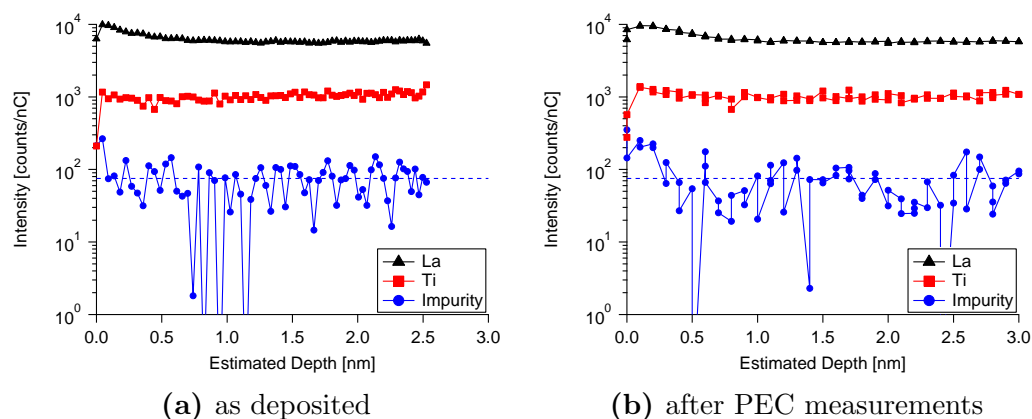 10^4
10^3
10^2
10^1
10^0
Intensity [counts/nC]
La
Ti
Impurity
0.0 0.5 1.0 1.5 2.0 2.5 3.0
Estimated Depth [nm]
(a) as deposited
10^4
10^3
10^2
10^1
10^0
Intensity [counts/nC]
La
Ti
Impurity
0.0 0.5 1.0 1.5 2.0 2.5 3.0
Estimated Depth [nm]
(b) after PEC measurements